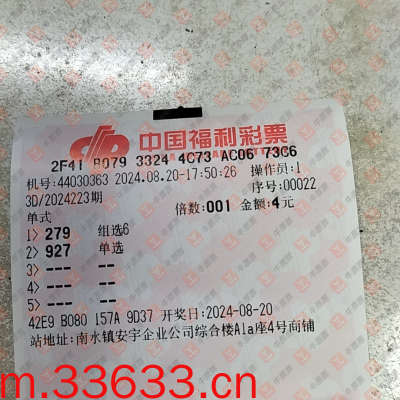 中国福利彩票
2F41 B079 3324 4C73 AC06 73C6
机号:44030363 2024.08.20-17:50:26 操作员:1
3D/2024223期 序号:00022
单式 倍数:001 金额:4元
1> 279 组选6
2> 927 单选
3> --- --
4> --- --
5> --- --
42E9 B080 157A 9D37 开奖日:2024-08-20
站地址:南水镇安宇企业公司综合楼A1a座4号商铺
m.33633.cn